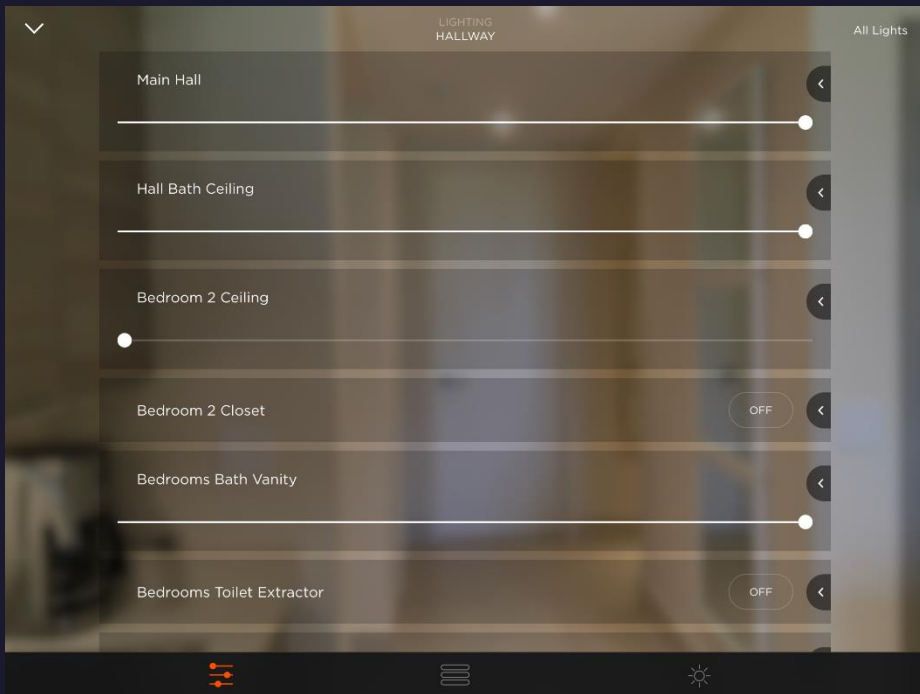 LIGHTING
HALLWAY
All Lights
Main Hall
Hall Bath Ceiling
Bedroom 2 Ceiling
Bedroom 2 Closet
OFF
Bedrooms Bath Vanity
Bedrooms Toilet Extractor
OFF